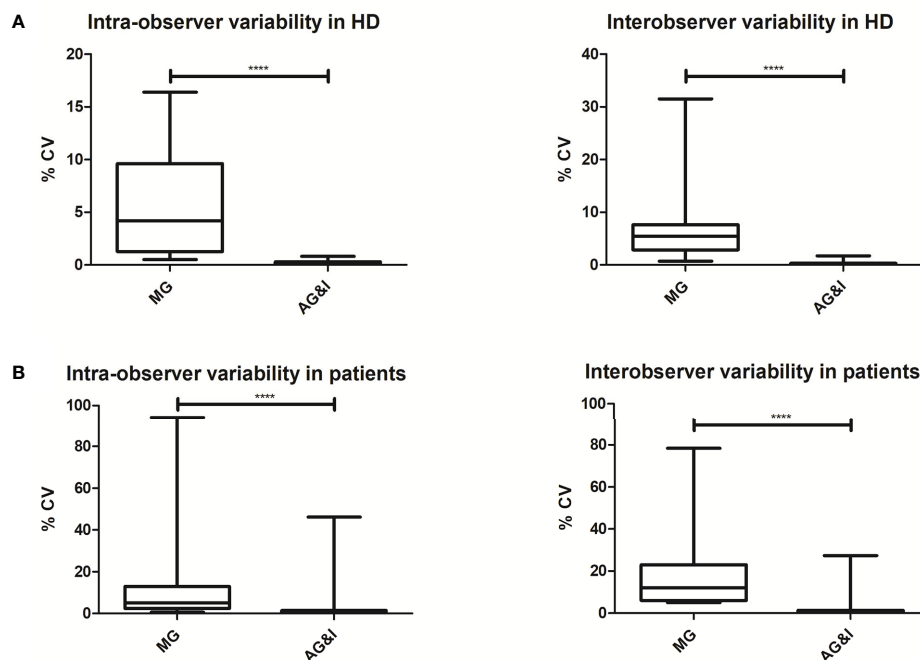 A
Intra-observer variability in HD
Interobserver variability in HD
% CV
20
15
10
5
0
****
MG
AG&I
% CV
40
30
20
10
0
****
MG
AG&I
B
Intra-observer variability in patients
Interobserver variability in patients
% CV
100
80
60
40
20
0
****
MG
AG&I
% CV
100
80
60
40
20
0
****
MG
AG&I